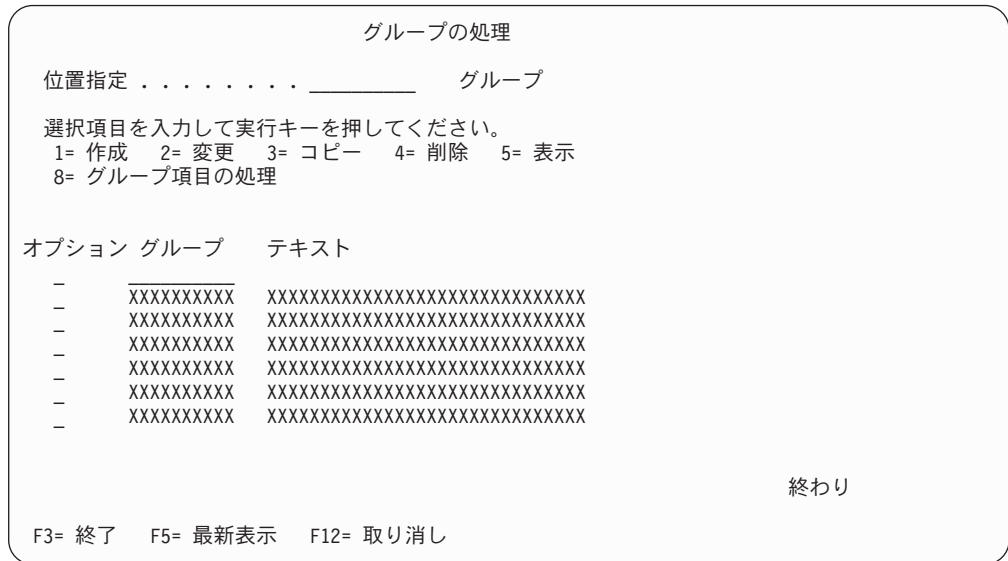 グループの処理
位置指定 . . . . . . . . __________ グループ
選択項目を入力して実行キーを押してください。
1= 作成 2= 変更 3= コピー 4= 削除 5= 表示
8= グループ項目の処理
オプション グループ テキスト
_ __________
_ XXXXXXXXXX XXXXXXXXXXXXXXXXXXXXXXXXXXXXXX
_ XXXXXXXXXX XXXXXXXXXXXXXXXXXXXXXXXXXXXXXX
_ XXXXXXXXXX XXXXXXXXXXXXXXXXXXXXXXXXXXXXXX
_ XXXXXXXXXX XXXXXXXXXXXXXXXXXXXXXXXXXXXXXX
_ XXXXXXXXXX XXXXXXXXXXXXXXXXXXXXXXXXXXXXXX
_ XXXXXXXXXX XXXXXXXXXXXXXXXXXXXXXXXXXXXXXX
終わり
F3= 終了 F5= 最新表示 F12= 取り消し